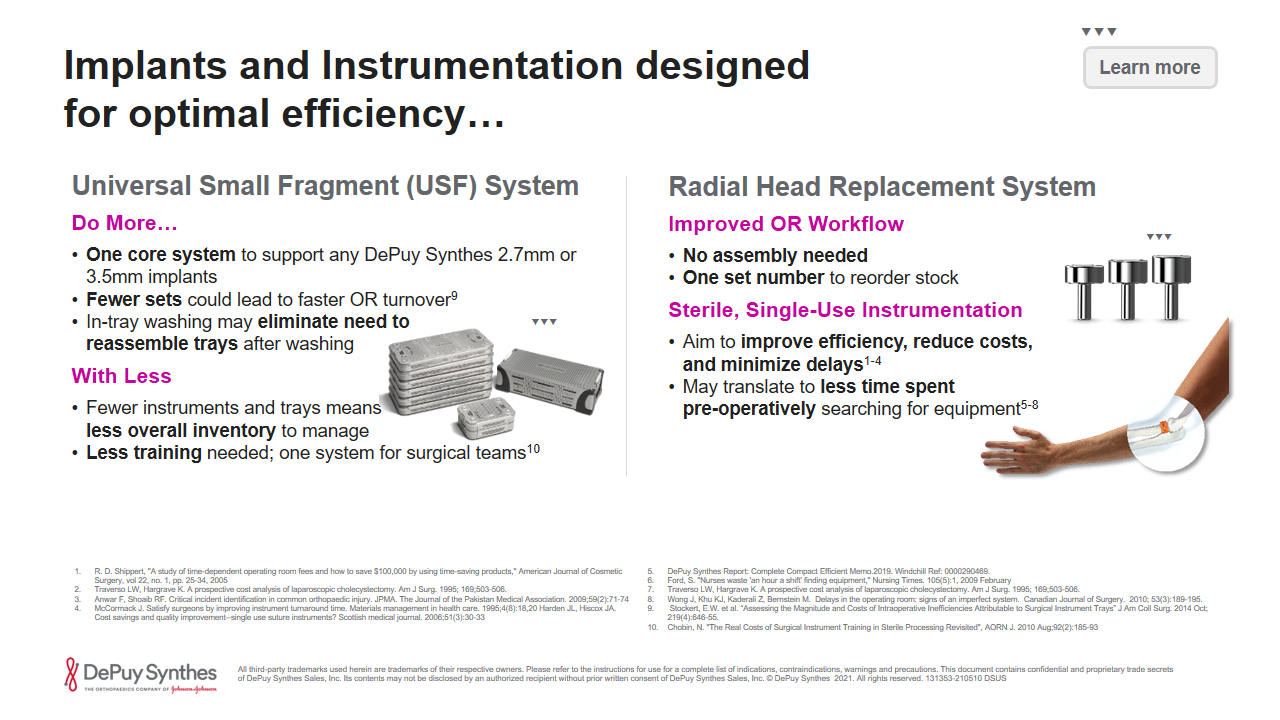 Implants and Instrumentation designed
for optimal efficiency…
Learn more
Universal Small Fragment (USF) System
Do More…
• One core system to support any DePuy Synthes 2.7mm or
3.5mm implants
• Fewer sets could lead to faster OR turnover9
• In-tray washing may eliminate need to
reassemble trays after washing
With Less
• Fewer instruments and trays means
less overall inventory to manage
• Less training needed; one system for surgical teams10
Radial Head Replacement System
Improved OR Workflow
• No assembly needed
• One set number to reorder stock
Sterile, Single-Use Instrumentation
• Aim to improve efficiency, reduce costs,
and minimize delays1-4
• May translate to less time spent
pre-operatively searching for equipment5-8
1. R. D. Shippert, "A study of time-dependent operating room fees and how to save $100,000 by using time-saving products," American Journal of Cosmetic
Surgery, vol 22, no. 1, pp. 25-34, 2005
2. Traverso LW, Hargrave K. A prospective cost analysis of laparoscopic cholecystectomy. Am J Surg. 1995; 169;503-506.
3. Anwar F, Shoaib RF. Critical incident identification in common orthopaedic injury. JPMA. The Journal of the Pakistan Medical Association. 2009;59(2):71-74
4. McCormack J. Satisfy surgeons by improving instrument turnaround time. Materials management in health care. 1995;4(8):18,20 Harden JL, Hiscox JA.
Cost savings and quality improvement--single use suture instruments? Scottish medical journal. 2006;51(3):30-33
5. DePuy Synthes Report: Complete Compact Efficient Memo.2019. Windchill Ref: 0000290469.
6. Ford, S. "Nurses waste 'an hour a shift' finding equipment," Nursing Times. 105(5):1, 2009 February
7. Traverso LW, Hargrave K. A prospective cost analysis of laparoscopic cholecystectomy. Am J Surg. 1995; 169;503-506.
8. Wong J, Khu KJ, Kaderali Z, Bernstein M. Delays in the operating room: signs of an imperfect system. Canadian Journal of Surgery. 2010; 53(3):189-195.
9. Stockert, E.W. et al. “Assessing the Magnitude and Costs of Intraoperative Inefficiencies Attributable to Surgical Instrument Trays” J Am Coll Surg. 2014 Oct;
219(4):646-55.
10. Chobin, N. "The Real Costs of Surgical Instrument Training in Sterile Processing Revisited", AORN J. 2010 Aug;92(2):185-93
DePuy Synthes
THE ORTHOPAEDICS COMPANY OF Johnson & Johnson
All third-party trademarks used herein are trademarks of their respective owners. Please refer to the instructions for use for a complete list of indications, contraindications, warnings and precautions. This document contains confidential and proprietary trade secrets
of DePuy Synthes Sales, Inc. Its contents may not be disclosed by an authorized recipient without prior written consent of DePuy Synthes Sales, Inc. © DePuy Synthes 2021. All rights reserved. 131353-210510 DSUS